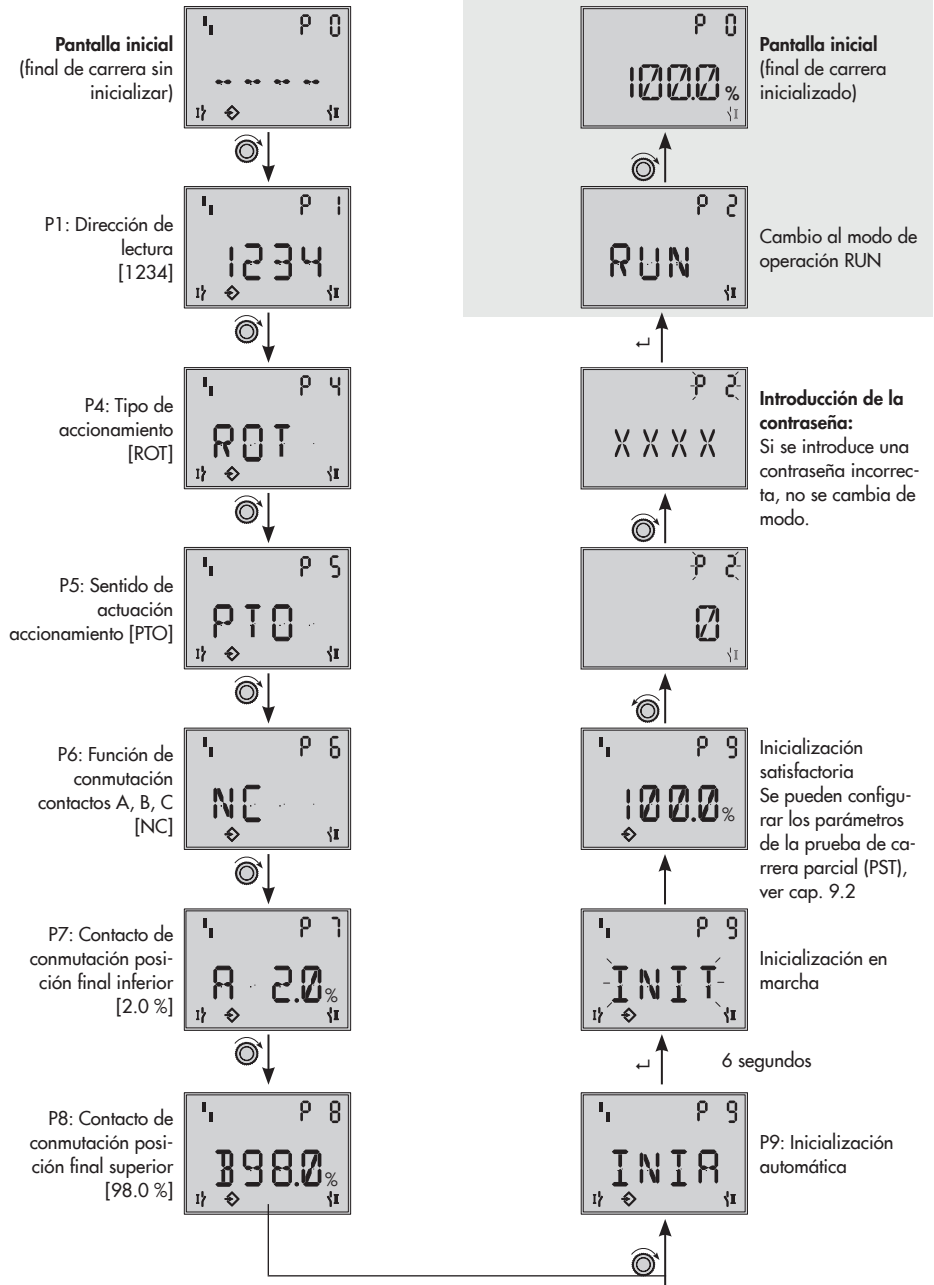 Pantalla inicial
(final de carrera sin
inicializar)
P 0
- - - -
P1: Dirección de
lectura
[1234]
P 1
1234
P4: Tipo de
accionamiento
[ROT]
P 4
ROT
P5: Sentido de
actuación
accionamiento [PTO]
P 5
PTO
P6: Función de
conmutación
contactos A, B, C
[NC]
P 6
NC
P7: Contacto de
conmutación posi-
ción final inferior
[2.0 %]
P 7
A 2.0%
P8: Contacto de
conmutación posi-
ción final superior
[98.0 %]
P 8
B98.0%
P 0
100.0%
Pantalla inicial
(final de carrera
inicializado)
P 2
RUN
Cambio al modo de
operación RUN
P 2
XXXX
Introducción de la
contraseña:
Si se introduce una
contraseña incorrec-
ta, no se cambia de
modo.
P 2
0
P 9
100.0%
Inicialización
satisfactoria
Se pueden configu-
rar los parámetros
de la prueba de ca-
rrera parcial (PST),
ver cap. 9.2
P 9
INIT
Inicialización en
marcha
6 segundos
P 9
INIA
P9: Inicialización
automática